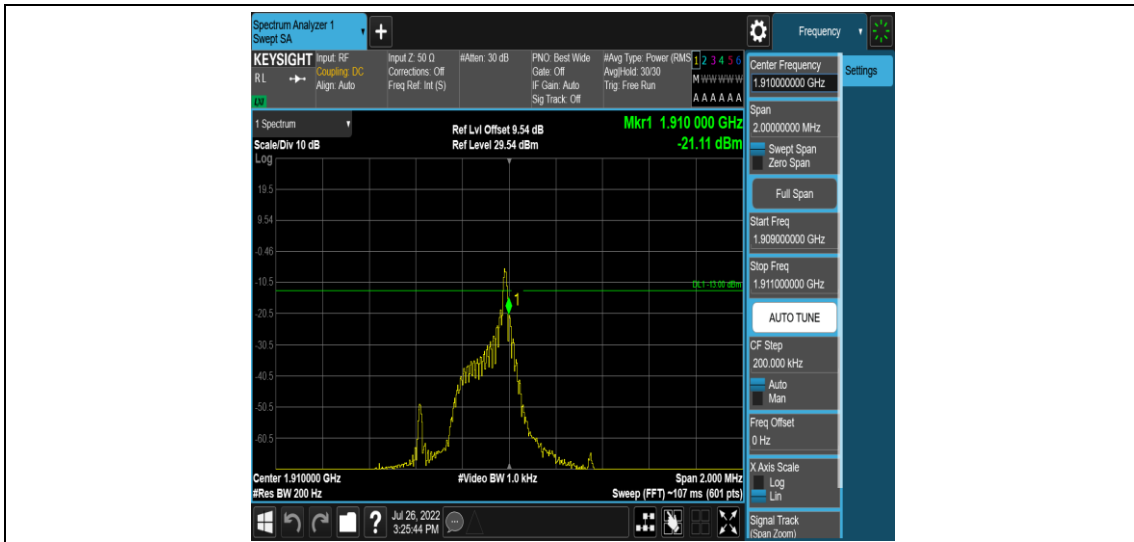 Spectrum Analyzer 1
Swept SA
Frequency
KEYSIGHT
RL
LM
Input: RF
Coupling: DC
Align: Auto
Input Z: 50 Ω
Corrections: Off
Freq Ref: Int (S)
#Atten: 30 dB
PNO: Best Wide
Gate: Off
IF Gain: Auto
Sig Track: Off
#Avg Type: Power (RMS
Avg|Hold: 30/30
Trig: Free Run
1 2 3 4 5 6
M W W W W W
A A A A A A
1 Spectrum
Scale/Div 10 dB
Ref Lvl Offset 9.54 dB
Ref Level 29.54 dBm
Mkr1 1.910 000 GHz
-21.11 dBm
Log
19.5
9.54
-0.46
-10.5
-20.5
-30.5
-40.5
-50.5
-60.5
DL1 -13.00 dBm
1
Center 1.910000 GHz
#Res BW 200 Hz
#Video BW 1.0 kHz
Span 2.000 MHz
Sweep (FFT) ~107 ms (601 pts)
Center Frequency
1.910000000 GHz
Span
2.00000000 MHz
Swept Span
Zero Span
Full Span
Start Freq
1.909000000 GHz
Stop Freq
1.911000000 GHz
AUTO TUNE
CF Step
200.000 kHz
Auto
Man
Freq Offset
0 Hz
X Axis Scale
Log
Lin
Signal Track
(Span Zoom)
Settings
?
Jul 26, 2022
3:25:44 PM